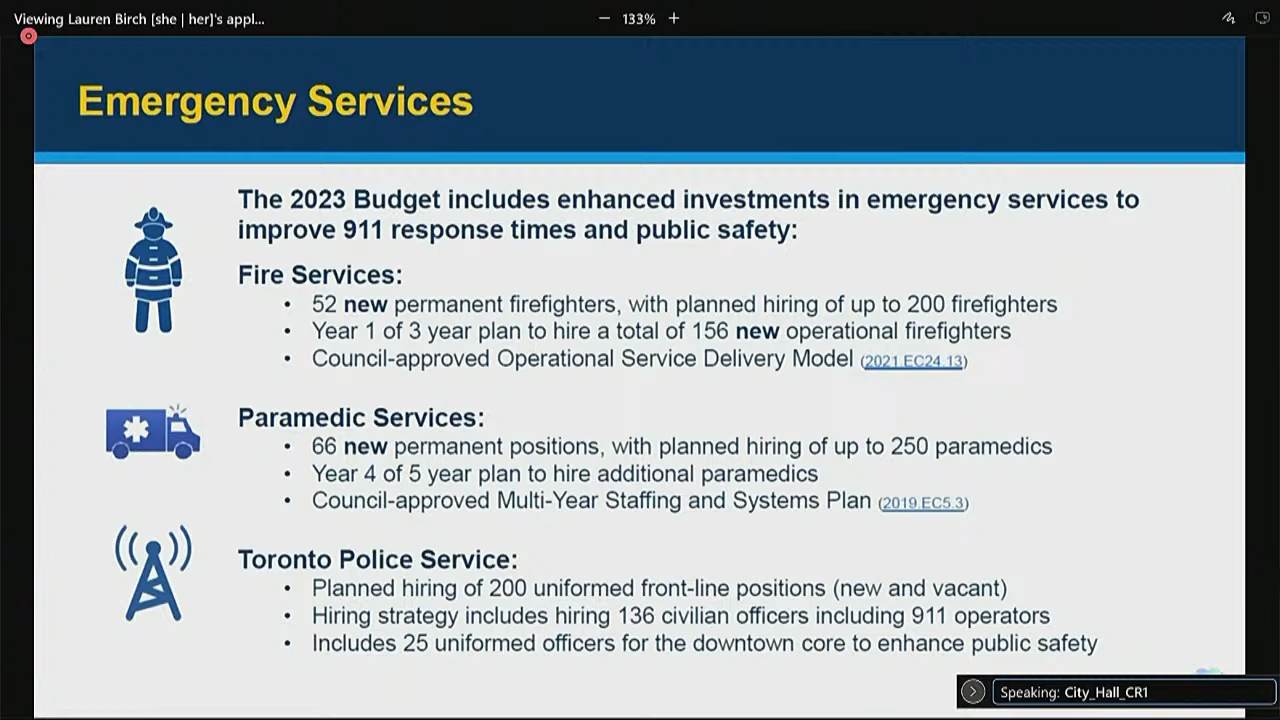 Viewing Lauren Birch [she | her]'s appl...
133%
Emergency Services
The 2023 Budget includes enhanced investments in emergency services to
improve 911 response times and public safety:
Fire Services:
• 52 new permanent firefighters, with planned hiring of up to 200 firefighters
• Year 1 of 3 year plan to hire a total of 156 new operational firefighters
• Council-approved Operational Service Delivery Model (2021.EC24.13)
Paramedic Services:
• 66 new permanent positions, with planned hiring of up to 250 paramedics
• Year 4 of 5 year plan to hire additional paramedics
• Council-approved Multi-Year Staffing and Systems Plan (2019.EC5.3)
Toronto Police Service:
• Planned hiring of 200 uniformed front-line positions (new and vacant)
• Hiring strategy includes hiring 136 civilian officers including 911 operators
• Includes 25 uniformed officers for the downtown core to enhance public safety
Speaking: City_Hall_CR1